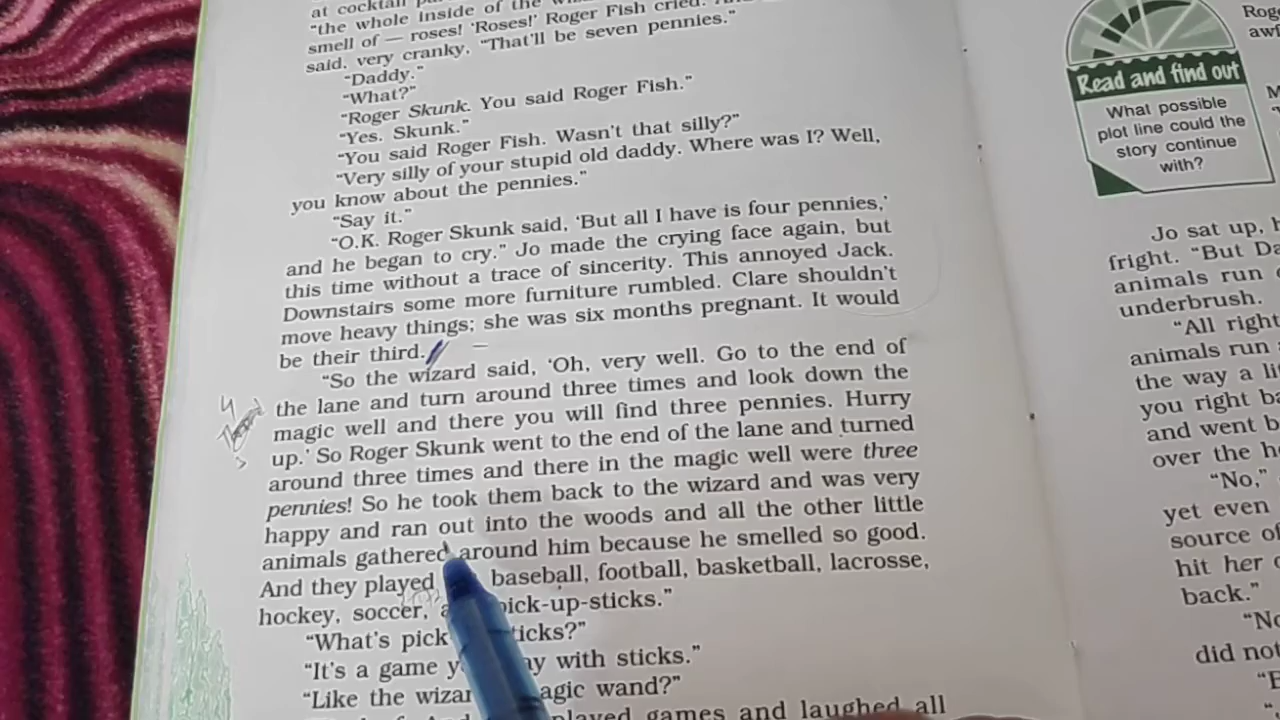 at cocktail
"the whole inside of the
smell of — roses! 'Roses!' Roger Fish cried.
said, very cranky. "That'll be seven pennies."
"Daddy."
"What?"
"Roger Skunk. You said Roger Fish."
"Yes. Skunk."
"You said Roger Fish. Wasn't that silly?"
"Very silly of your stupid old daddy. Where was I? Well,
you know about the pennies."
"Say it."
"O.K. Roger Skunk said, 'But all I have is four pennies,'
and he began to cry." Jo made the crying face again, but
this time without a trace of sincerity. This annoyed Jack.
Downstairs some more furniture rumbled. Clare shouldn't
move heavy things; she was six months pregnant. It would
be their third.
"So the wizard said, 'Oh, very well. Go to the end of
the lane and turn around three times and look down the
magic well and there you will find three pennies. Hurry
up.' So Roger Skunk went to the end of the lane and turned
around three times and there in the magic well were three
pennies! So he took them back to the wizard and was very
happy and ran out into the woods and all the other little
animals gathered around him because he smelled so good.
And they played baseball, football, basketball, lacrosse,
hockey, soccer, pick-up-sticks."
"What's pick ticks?"
"It's a game y ay with sticks."
"Like the wizar agic wand?"
played games and laughed all
Read and find out
What possible
plot line could the
story continue
with?
Jo sat up,
fright. "But Da
animals run
underbrush.
"All right
animals run
the way a li
you right ba
and went b
over the h
"No,"
yet even
source o
hit her
back."
"No
did not